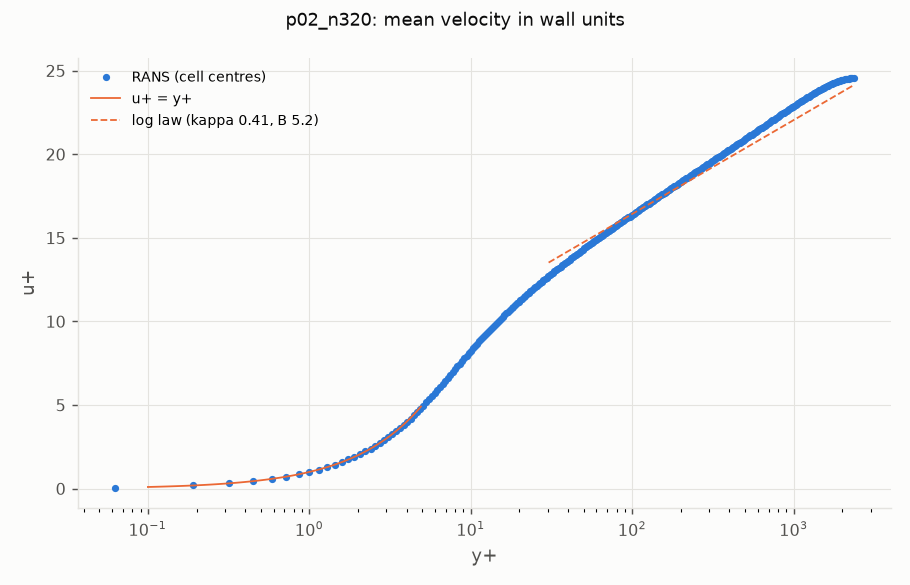 p02_n320: mean velocity in wall units
RANS (cell centres)
u+ = y+
log law (kappa 0.41, B 5.2)
25
20
15
10
5
0
u+
10⁻¹ 10⁰ 10¹ 10² 10³
y+